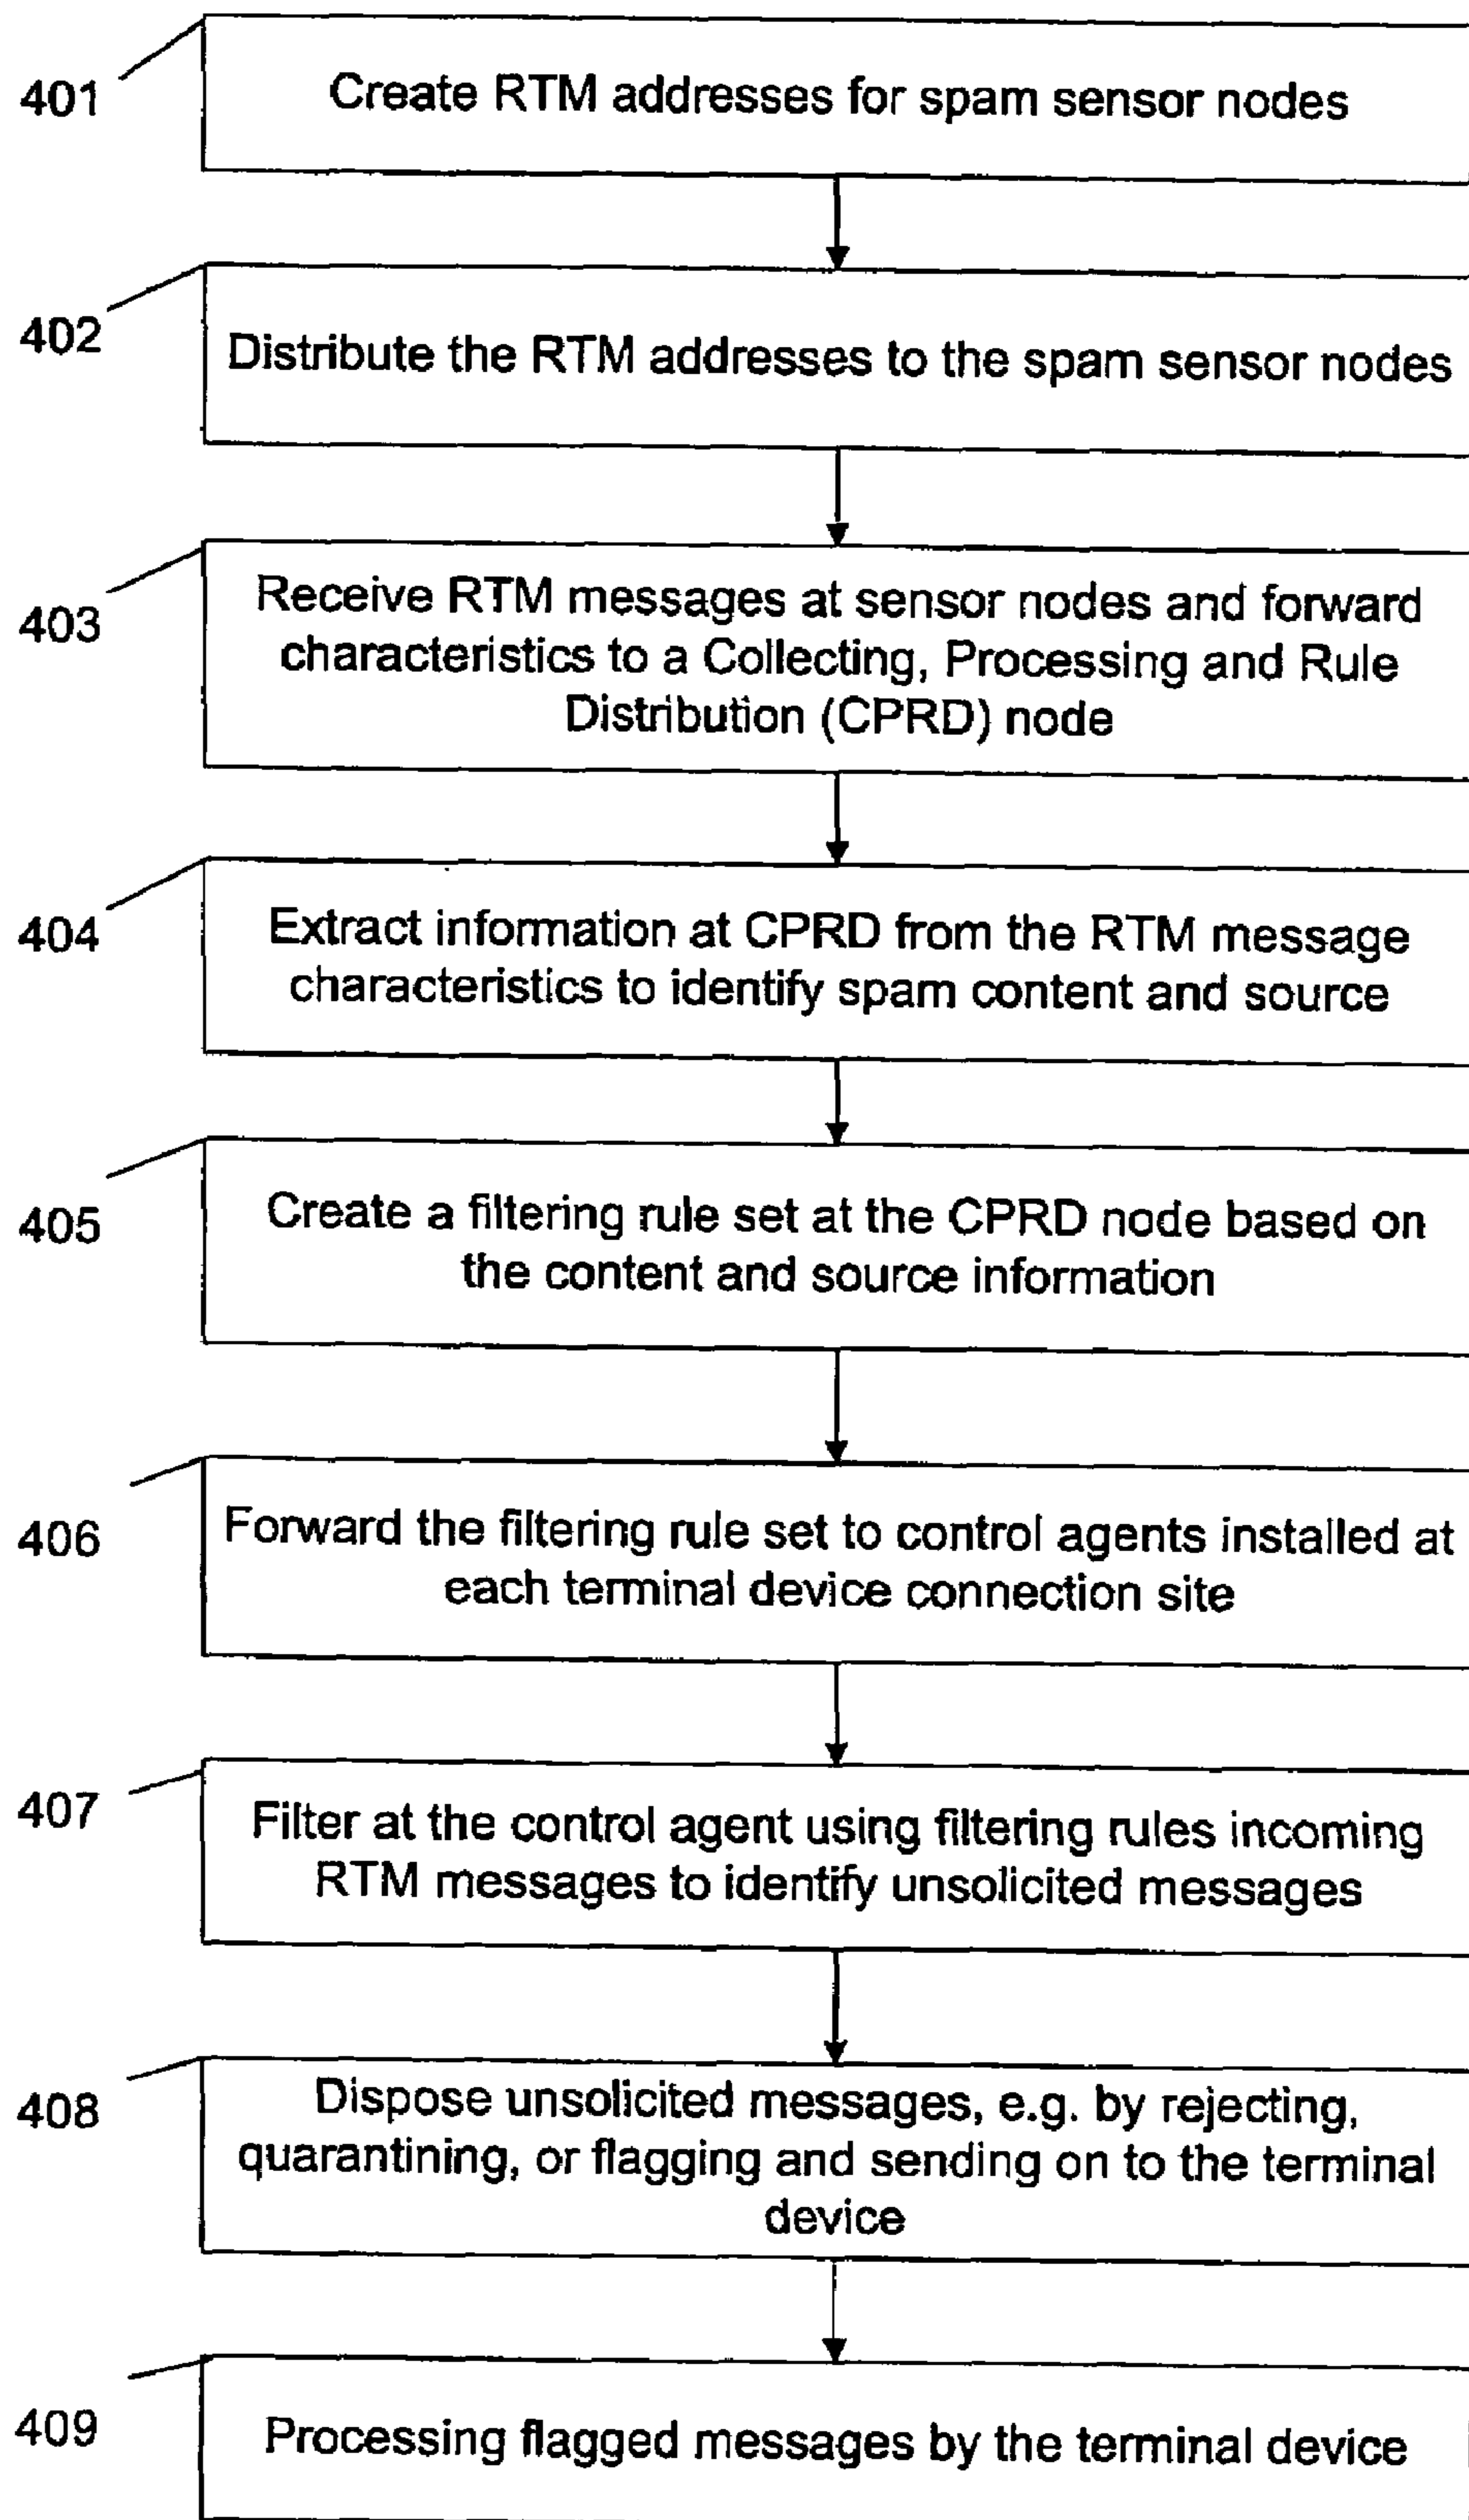 401
Create RTM addresses for spam sensor nodes
402
Distribute the RTM addresses to the spam sensor nodes
403
Receive RTM messages at sensor nodes and forward
characteristics to a Collecting, Processing and Rule
Distribution (CPRD) node
404
Extract information at CPRD from the RTM message
characteristics to identify spam content and source
405
Create a filtering rule set at the CPRD node based on
the content and source information
406
Forward the filtering rule set to control agents installed at
each terminal device connection site
407
Filter at the control agent using filtering rules incoming
RTM messages to identify unsolicited messages
408
Dispose unsolicited messages, e.g. by rejecting,
quarantining, or flagging and sending on to the terminal
device
409
Processing flagged messages by the terminal device